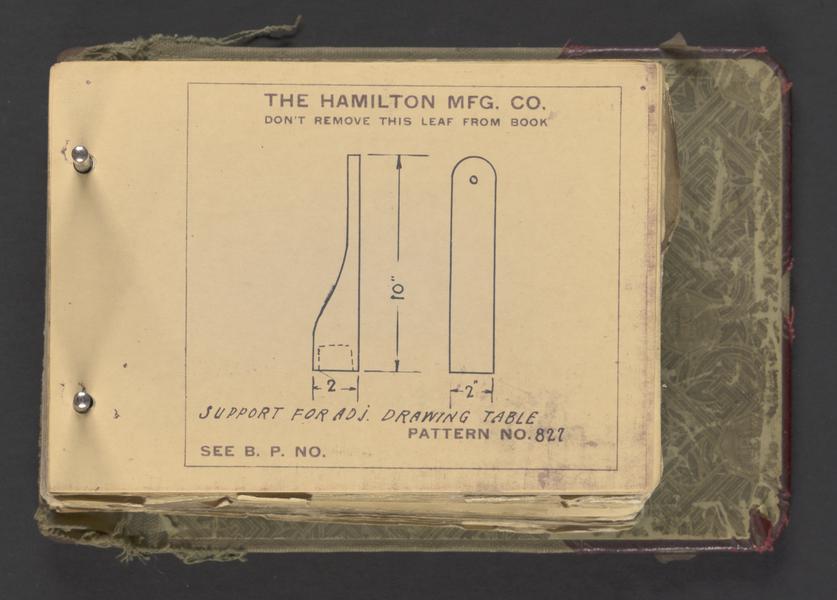 THE HAMILTON MFG. CO.
DON'T REMOVE THIS LEAF FROM BOOK
10"
2
2"
SUPPORT FOR ADJ. DRAWING TABLE
PATTERN NO. 827
SEE B. P. NO.